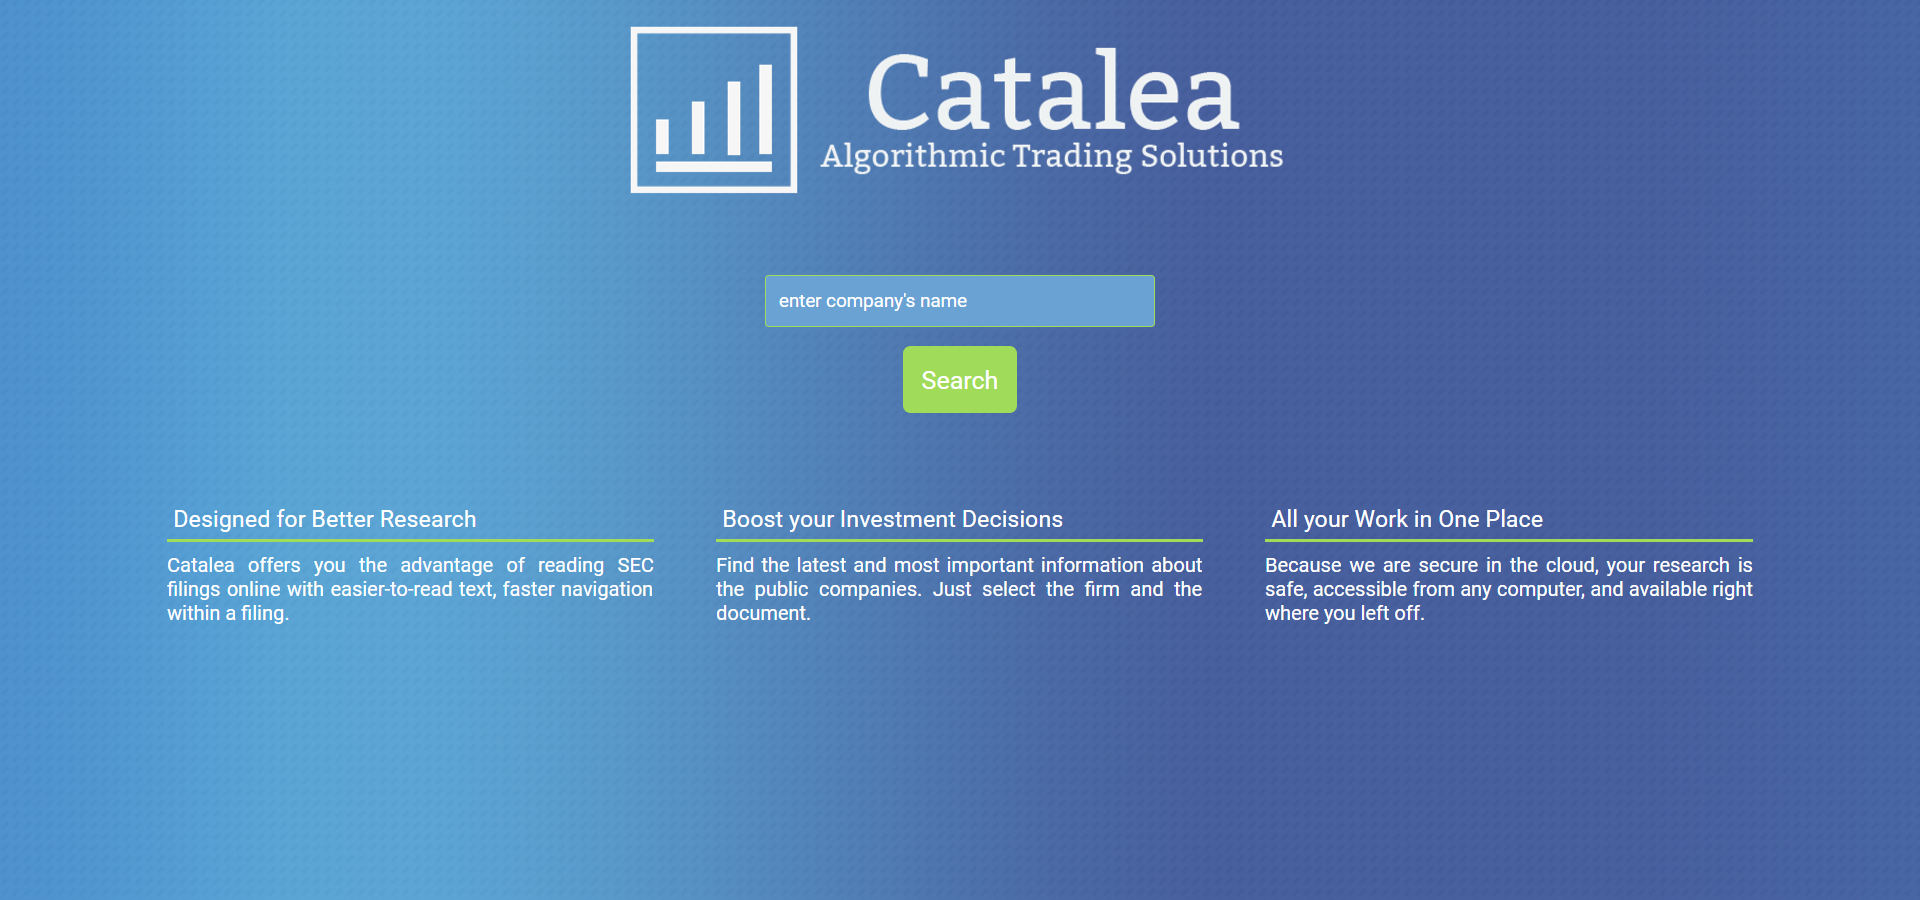 Catalea
Algorithmic Trading Solutions
enter company's name
Search
Designed for Better Research
Catalea offers you the advantage of reading SEC
filings online with easier-to-read text, faster navigation
within a filing.
Boost your Investment Decisions
Find the latest and most important information about
the public companies. Just select the firm and the
document.
All your Work in One Place
Because we are secure in the cloud, your research is
safe, accessible from any computer, and available right
where you left off.